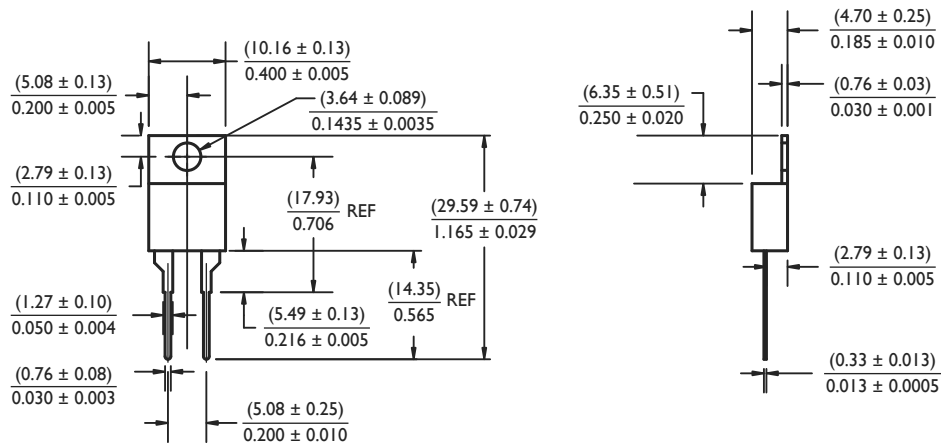 (4.70 ± 0.25)
0.185 ± 0.010
(10.16 ± 0.13)
0.400 ± 0.005
(5.08 ± 0.13)
0.200 ± 0.005
(3.64 ± 0.089)
0.1435 ± 0.0035
(6.35 ± 0.51)
0.250 ± 0.020
(0.76 ± 0.03)
0.030 ± 0.001
(2.79 ± 0.13)
0.110 ± 0.005
(17.93)
0.706
REF
(29.59 ± 0.74)
1.165 ± 0.029
(2.79 ± 0.13)
0.110 ± 0.005
(14.35)
0.565
REF
(1.27 ± 0.10)
0.050 ± 0.004
(5.49 ± 0.13)
0.216 ± 0.005
(0.76 ± 0.08)
0.030 ± 0.003
(0.33 ± 0.013)
0.013 ± 0.0005
(5.08 ± 0.25)
0.200 ± 0.010